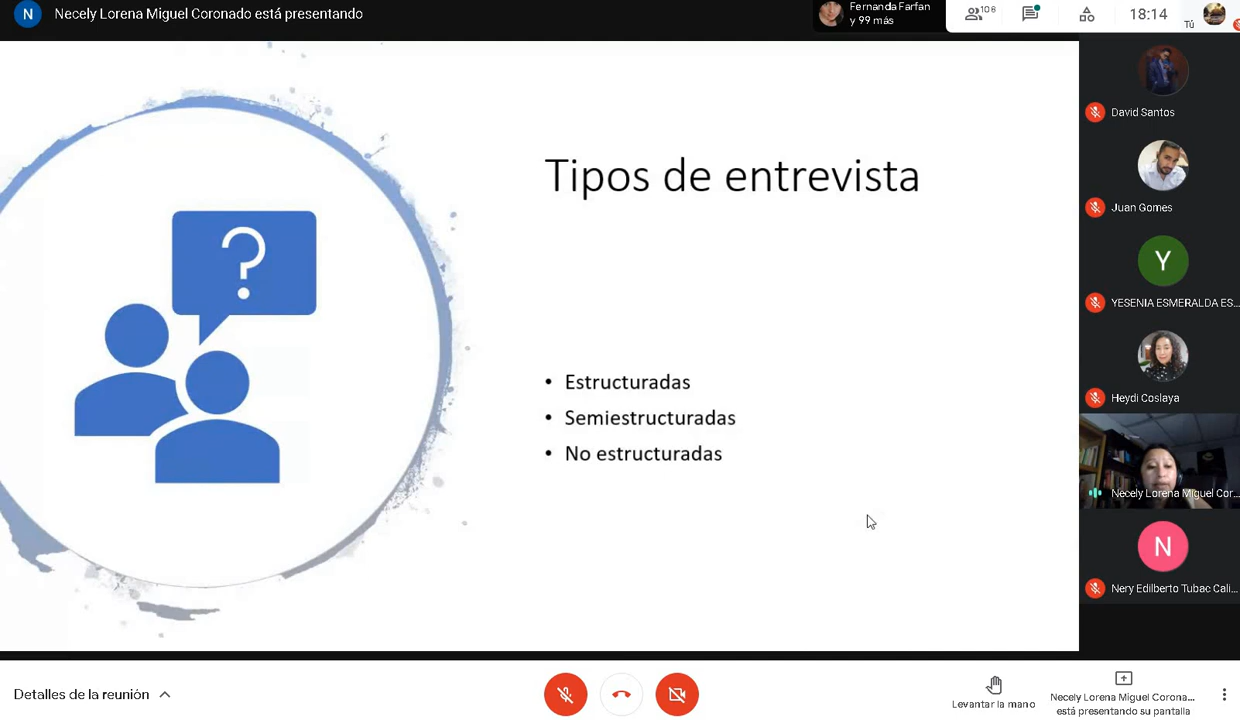 N
Necely Lorena Miguel Coronado está presentando
Fernanda Farfan
y 99 más
106
18:14
Tú
Tipos de entrevista
?
• Estructuradas
• Semiestructuradas
• No estructuradas
David Santos
Juan Gomes
Y
YESENIA ESMERALDA ES...
Heydi Coslaya
Necely Lorena Miguel Cor...
N
Nery Edilberto Tubac Cali...
Detalles de la reunión
Levantar la mano
Necely Lorena Miguel Corona...
está presentando su pantalla